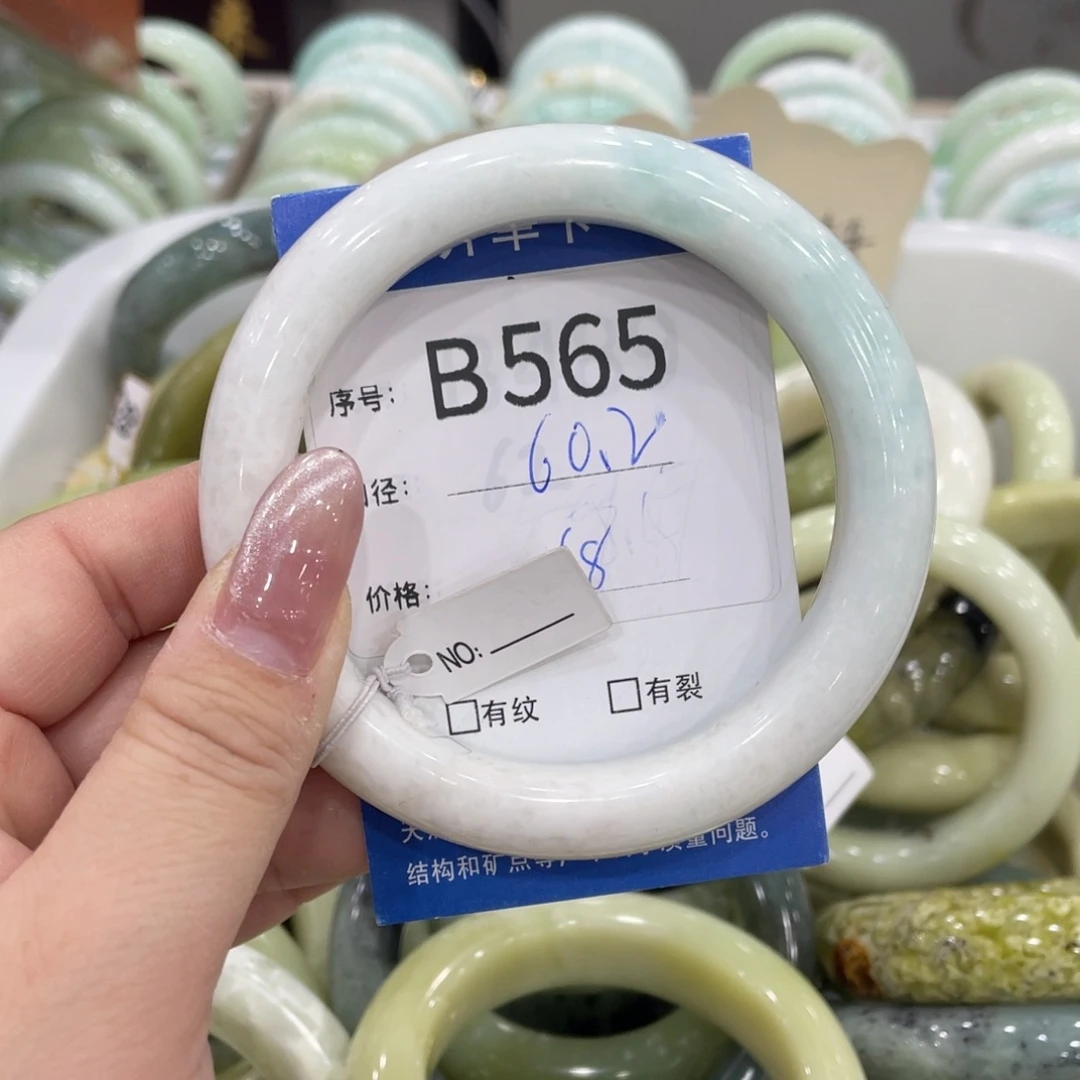 序号: B565
径: 60.2
价格: 8
NO:
有纹 有裂
结构和矿点等 质量问题。